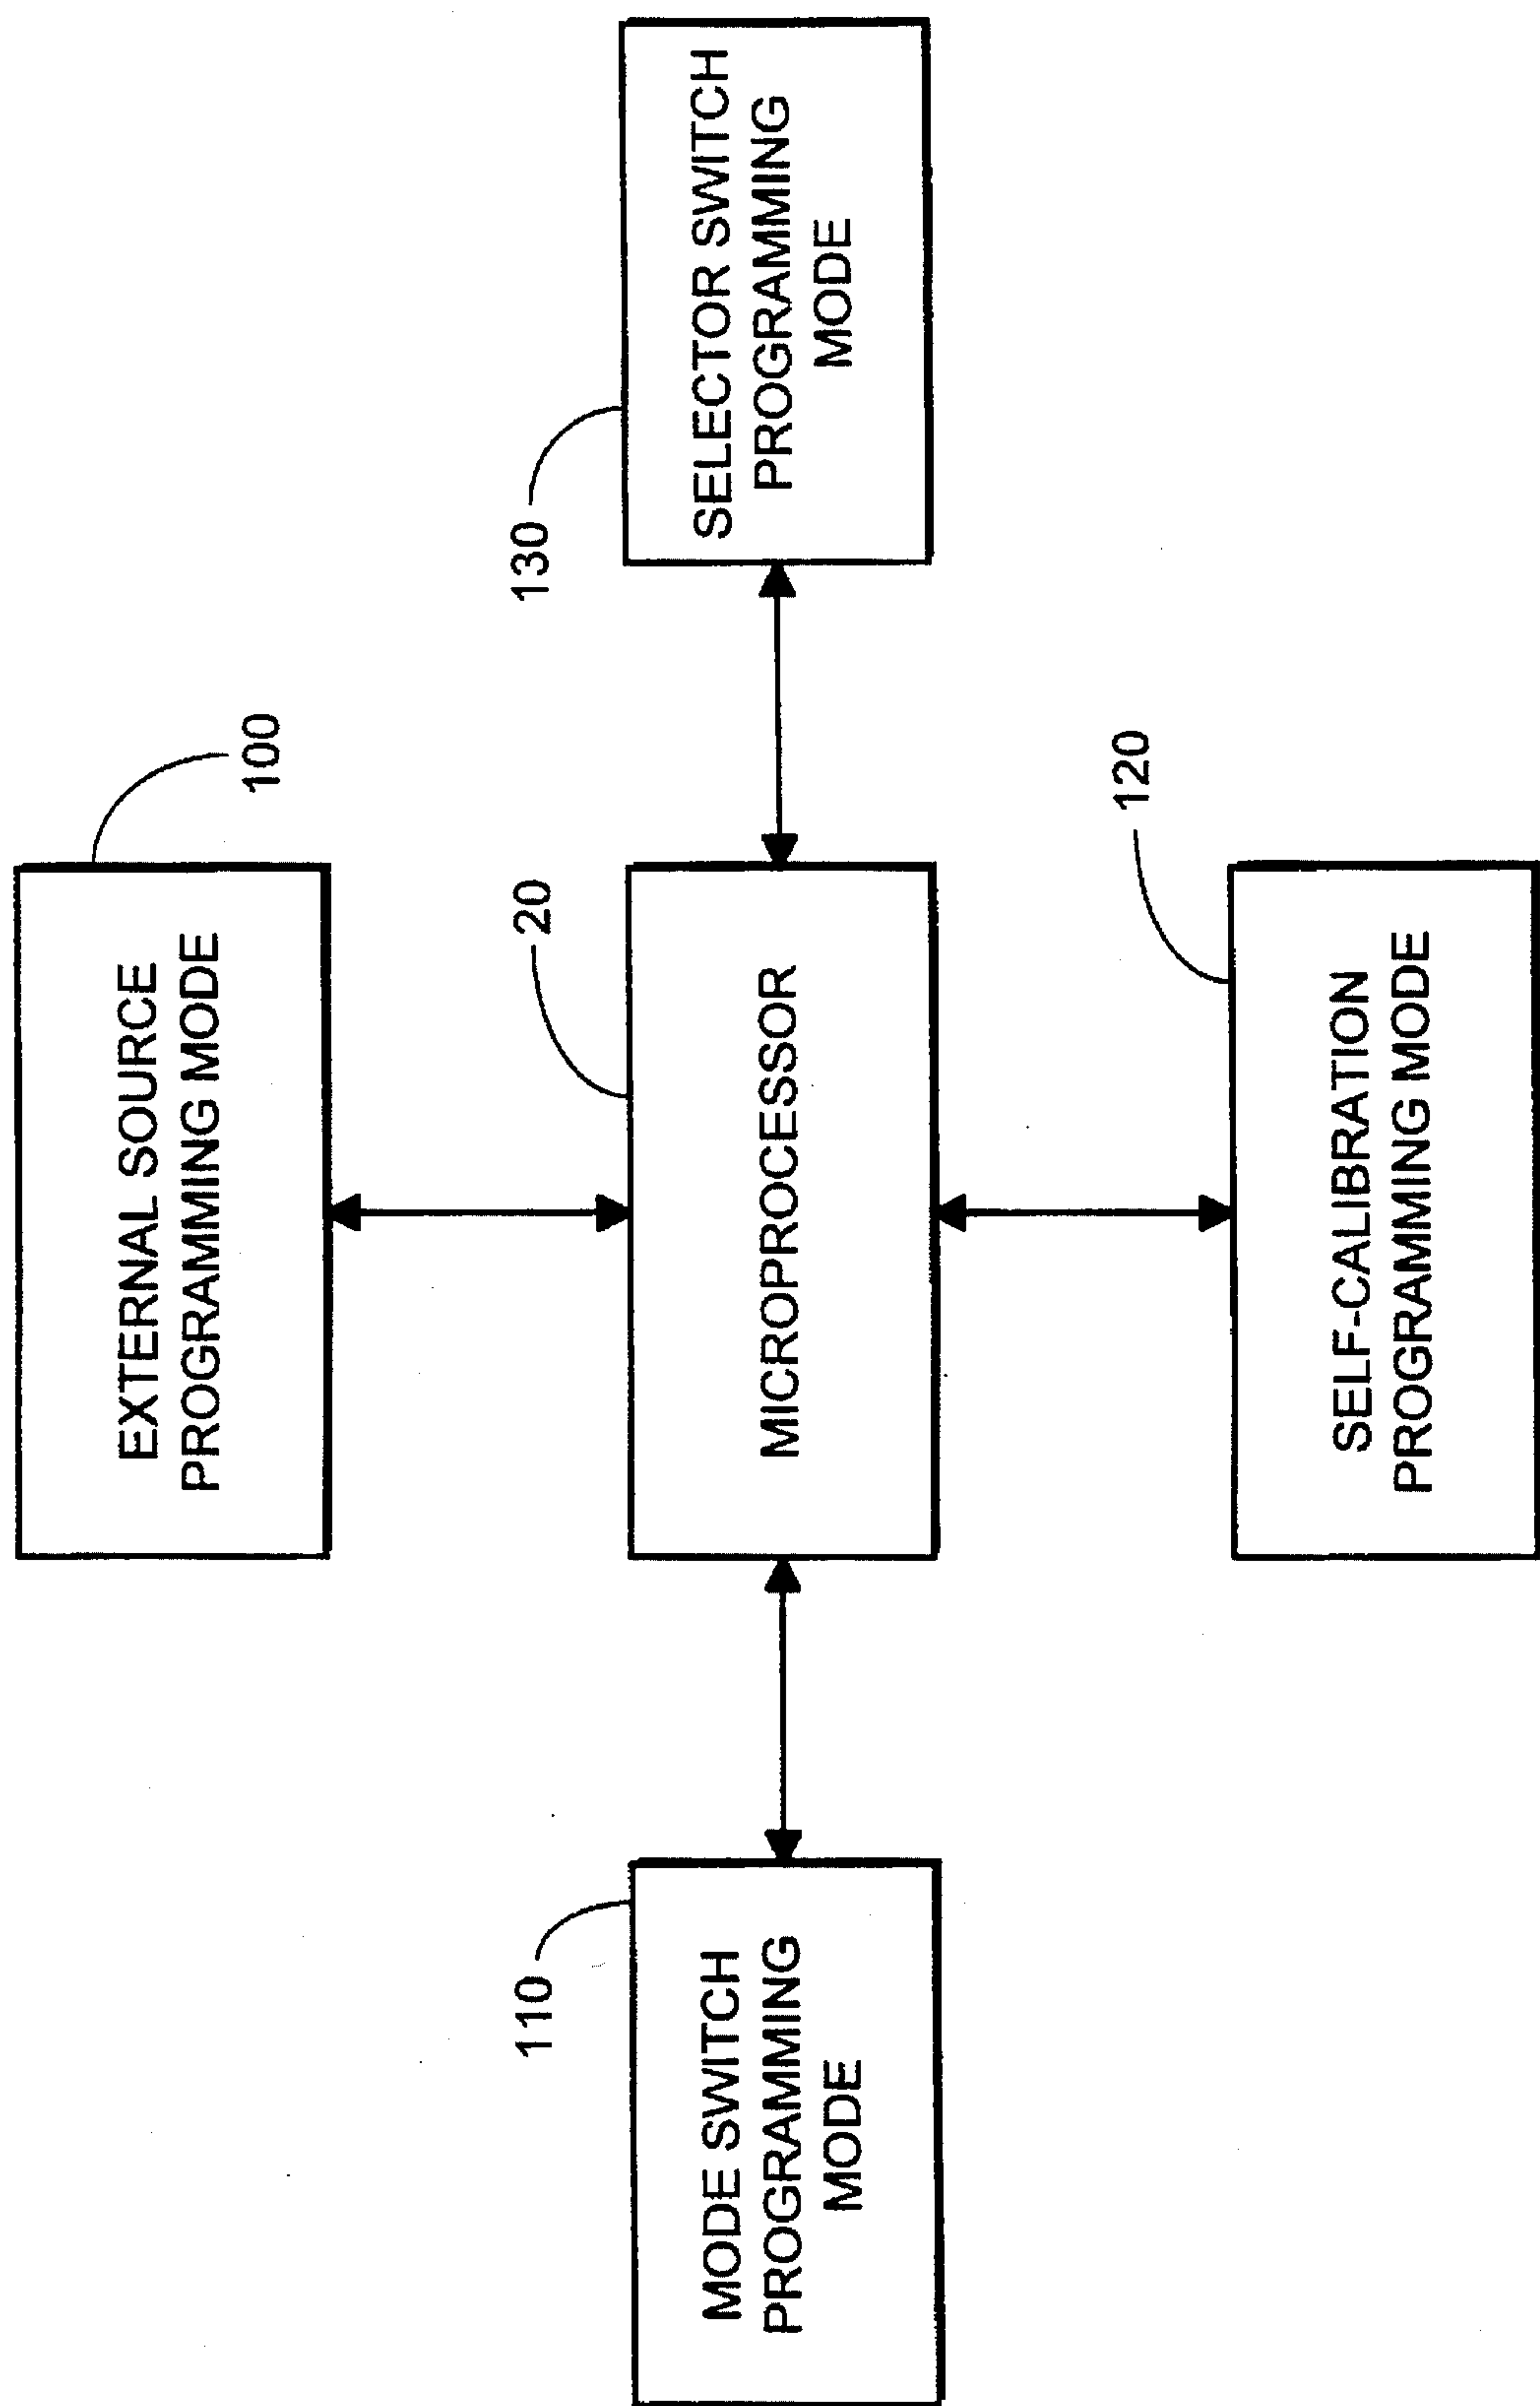 EXTERNAL SOURCE
PROGRAMMING MODE
100
20
MICROPROCESSOR
110
MODE SWITCH
PROGRAMMING
MODE
130
SELECTOR SWITCH
PROGRAMMING
MODE
120
SELF-CALIBRATION
PROGRAMMING MODE